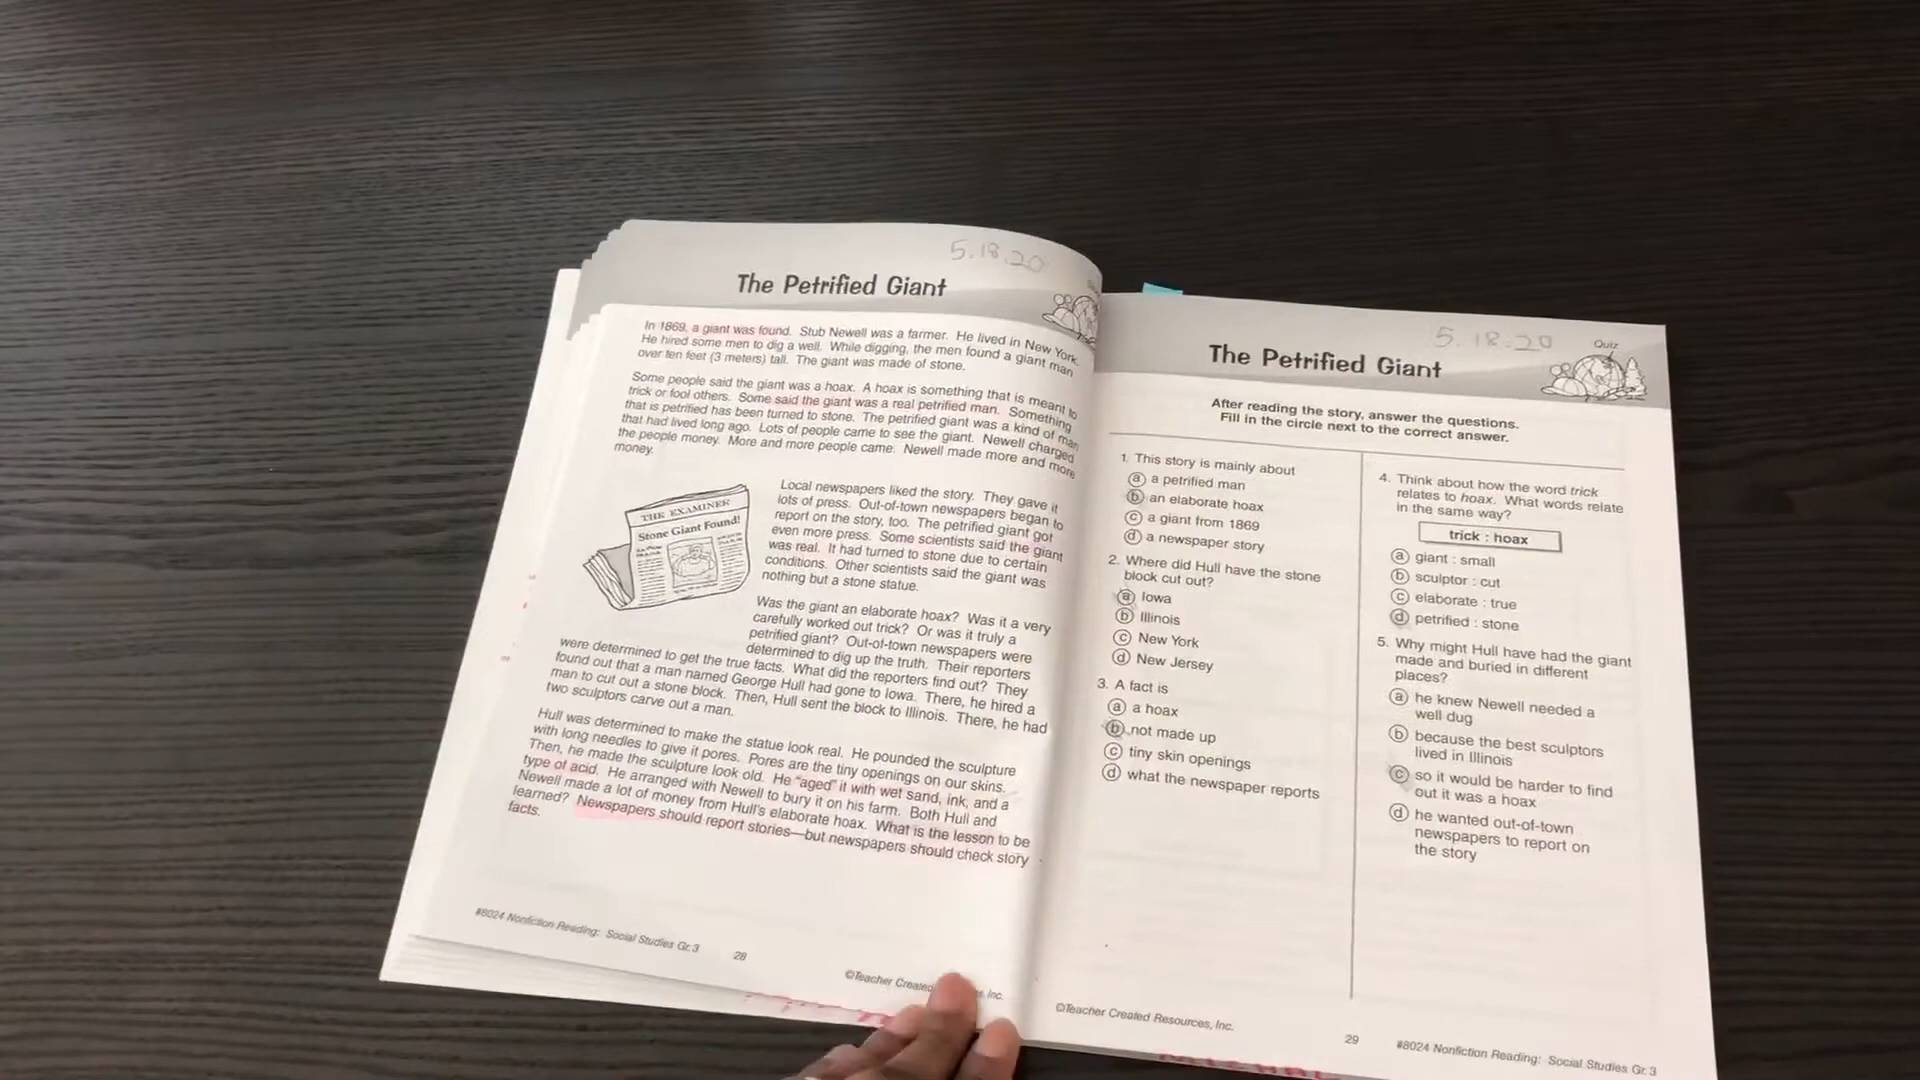 5.18.20
The Petrified Giant
In 1869, a giant was found. Stub Newell was a farmer. He lived in New York.
He hired some men to dig a well. While digging, the men found a giant man
over ten feet (3 meters) tall. The giant was made of stone.
Some people said the giant was a hoax. A hoax is something that is meant to
trick or fool others. Some said the giant was a real petrified man. Something
that is petrified has been turned to stone. The petrified giant was a kind of man
that had lived long ago. Lots of people came to see the giant. Newell charged
the people money. More and more people came. Newell made more and more
money.
THE EXAMINER
Stone Giant Found!
Local newspapers liked the story. They gave it
lots of press. Out-of-town newspapers began to
report on the story, too. The petrified giant got
even more press. Some scientists said the giant
was real. It had turned to stone due to certain
conditions. Other scientists said the giant was
nothing but a stone statue.
Was the giant an elaborate hoax? Was it a very
carefully worked out trick? Or was it truly a
petrified giant? Out-of-town newspapers were
determined to dig up the truth. Their reporters
were determined to get the true facts. What did the reporters find out? They
found out that a man named George Hull had gone to Iowa. There, he hired a
man to cut out a stone block. Then, Hull sent the block to Illinois. There, he had
two sculptors carve out a man.
Hull was determined to make the statue look real. He pounded the sculpture
with long needles to give it pores. Pores are the tiny openings on our skins.
Then, he made the sculpture look old. He "aged" it with wet sand, ink, and a
type of acid. He arranged with Newell to bury it on his farm. Both Hull and
Newell made a lot of money from Hull's elaborate hoax. What is the lesson to be
learned? Newspapers should report stories—but newspapers should check story
facts.
#8024 Nonfiction Reading: Social Studies Gr. 3
28
©Teacher Created Inc.
5.18.20
Quiz
The Petrified Giant
After reading the story, answer the questions.
Fill in the circle next to the correct answer.
1. This story is mainly about
a a petrified man
b an elaborate hoax
c a giant from 1869
d a newspaper story
2. Where did Hull have the stone
block cut out?
a Iowa
b Illinois
c New York
d New Jersey
3. A fact is
a a hoax
b not made up
c tiny skin openings
d what the newspaper reports
4. Think about how the word trick
relates to hoax. What words relate
in the same way?
trick : hoax
a giant : small
b sculptor : cut
c elaborate : true
d petrified : stone
5. Why might Hull have had the giant
made and buried in different
places?
a he knew Newell needed a
well dug
b because the best sculptors
lived in Illinois
c so it would be harder to find
out it was a hoax
d he wanted out-of-town
newspapers to report on
the story
©Teacher Created Resources, Inc.
29
#8024 Nonfiction Reading: Social Studies Gr. 3